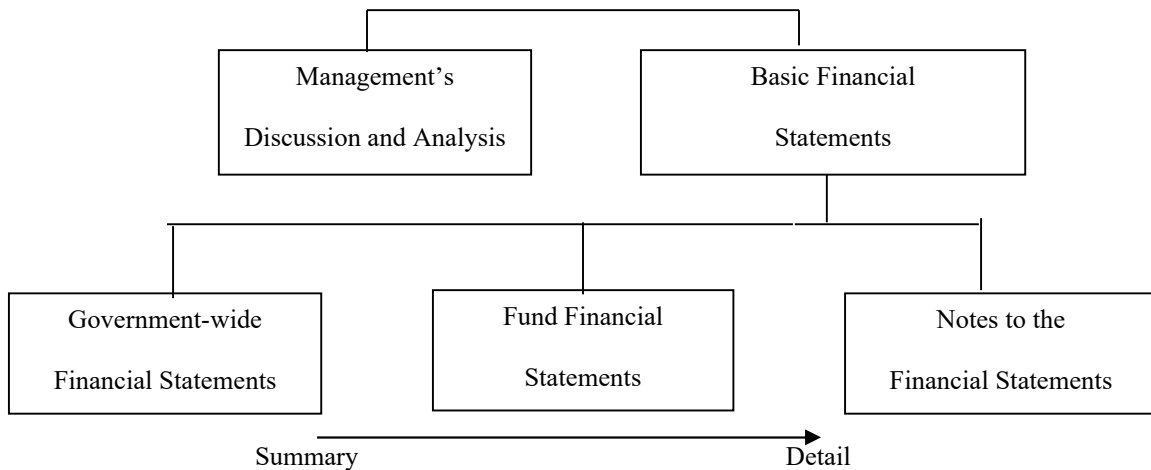 Management’s
Discussion and Analysis
Basic Financial
Statements
Government-wide
Financial Statements
Fund Financial
Statements
Notes to the
Financial Statements
Summary
Detail